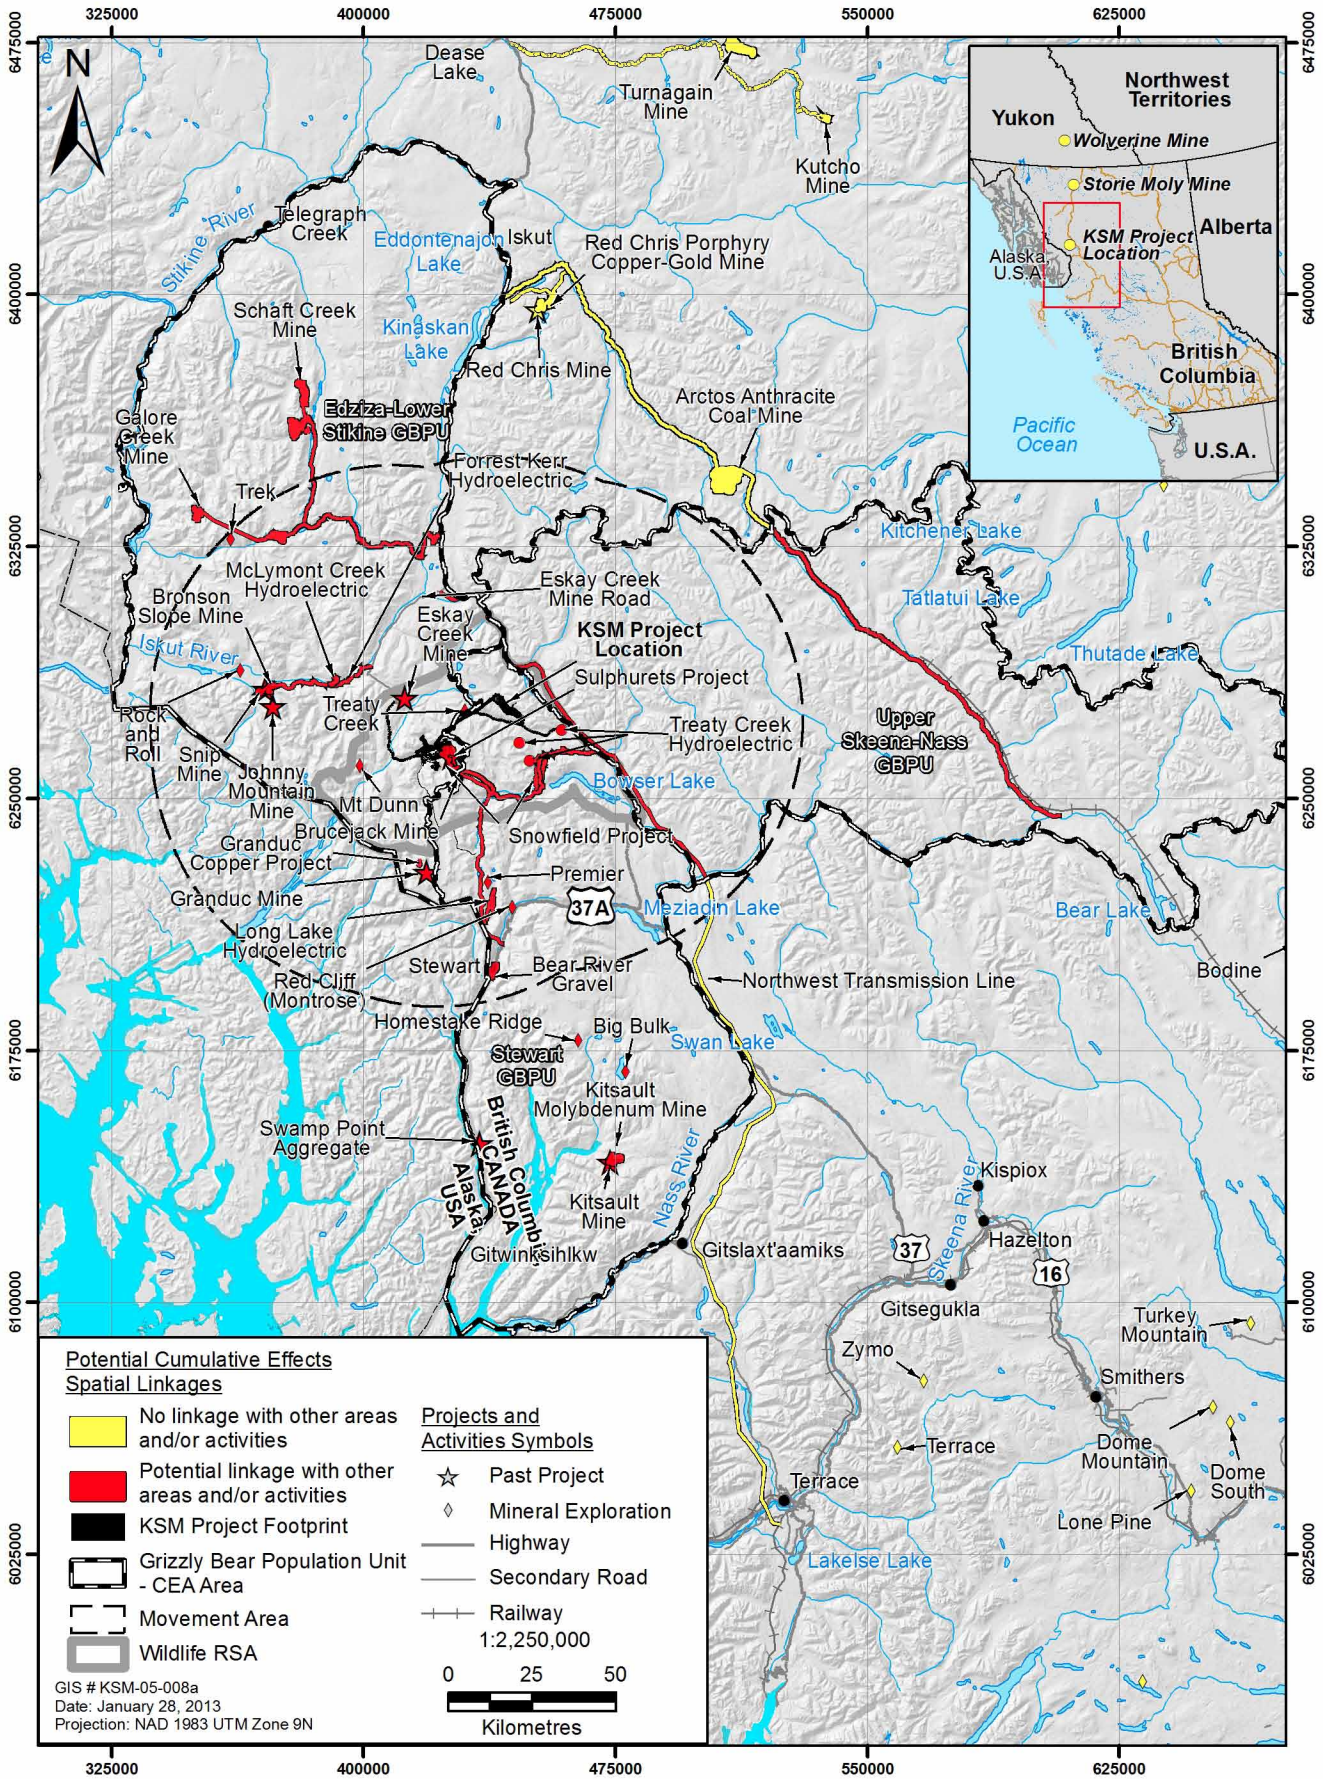 325000
400000
475000
550000
625000
6475000
6475000
N
Dease
Lake
Turnagain
Mine
Kutcho
Mine
Northwest
Territories
Yukon
Wolverine Mine
Storie Moly Mine
Alberta
KSM Project
Location
Alaska,
U.S.A
British
Columbia
Pacific
Ocean
U.S.A.
Stikine River
Telegraph
Creek
Eddontenajon
Lake
Iskut
Red Chris Porphyry
Copper-Gold Mine
6400000
6400000
Schaft Creek
Mine
Kinaskan
Lake
Red Chris Mine
Arctos Anthracite
Coal Mine
Galore
Creek
Mine
Edziza-Lower
Stikine GBPU
Forrest Kerr
Hydroelectric
Trek
Kitchener Lake
6325000
6325000
McLymont Creek
Hydroelectric
Bronson
Slope Mine
Eskay Creek
Mine Road
Eskay
Creek
Mine
Tatlatui Lake
KSM Project
Location
Iskut River
Thutade Lake
Sulphurets Project
Rock
and
Roll
Treaty
Creek
Treaty Creek
Hydroelectric
Upper
Skeena-Nass
GBPU
Snip
Mine
Johnny
Mountain
Mine
Bowser Lake
6250000
6250000
Mt Dunn
Brucejack Mine
Snowfield Project
Granduc
Copper Project
Premier
Granduc Mine
37A
Meziadin Lake
Bear Lake
Long Lake
Hydroelectric
Red Cliff
(Montrose)
Stewart
Bear River
Gravel
Northwest Transmission Line
Bodine
Homestake Ridge
Big Bulk
Swan Lake
6175000
6175000
Stewart
GBPU
Kitsault
Molybdenum Mine
Swamp Point
Aggregate
British Columbia,
CANADA
Alaska,
USA
Kitsault
Mine
Nass River
Kispiox
Skeena River
Hazelton
Gitwinksihlkw
Gitslaxt'aamiks
37
16
Gitsegukla
6100000
6100000
Turkey
Mountain
Zymo
Smithers
Terrace
Dome
Mountain
Dome
South
Terrace
Lone Pine
Lakelse Lake
6025000
6025000
Potential Cumulative Effects
Spatial Linkages
No linkage with other areas
and/or activities
Potential linkage with other
areas and/or activities
KSM Project Footprint
Grizzly Bear Population Unit
- CEA Area
Movement Area
Wildlife RSA
Projects and
Activities Symbols
Past Project
Mineral Exploration
Highway
Secondary Road
Railway
1:2,250,000
0
25
50
Kilometres
GIS # KSM-05-008a
Date: January 28, 2013
Projection: NAD 1983 UTM Zone 9N
325000
400000
475000
550000
625000